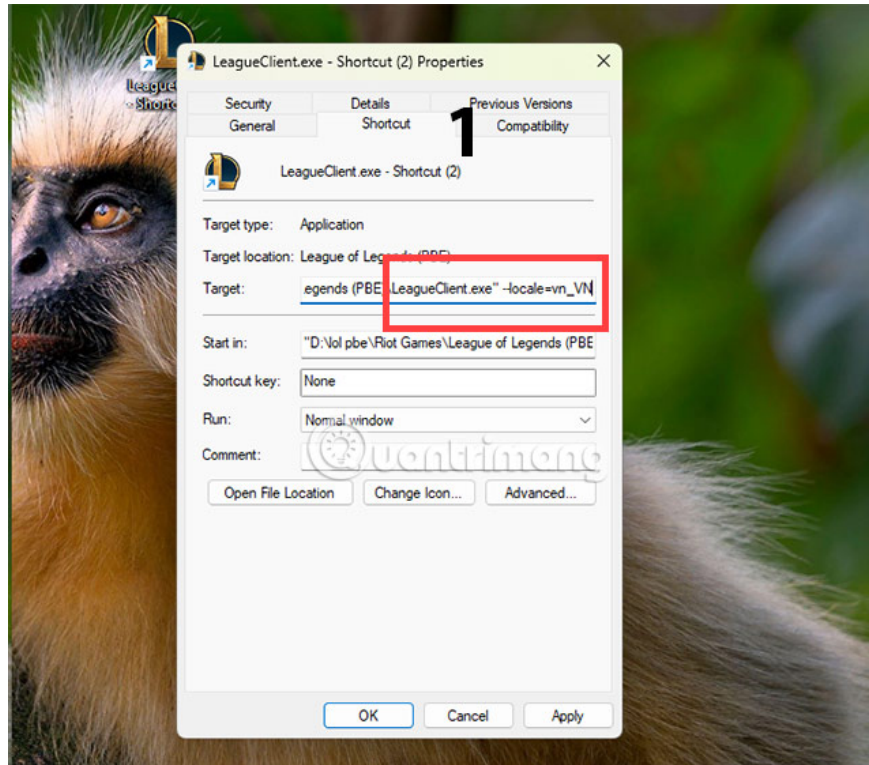 League
- Shortc
LeagueClient.exe - Shortcut (2) Properties
Security Details Previous Versions
General Shortcut Compatibility
1
LeagueClient.exe - Shortcut (2)
Target type: Application
Target location: League of Legends (PBE)
Target: .egends (PBE)\LeagueClient.exe" --locale=vn_VN
Start in: "D:\lol pbe\Riot Games\League of Legends (PBE
Shortcut key: None
Run: Normal window
Comment:
Quantrimang
Open File Location Change Icon... Advanced...
OK Cancel Apply